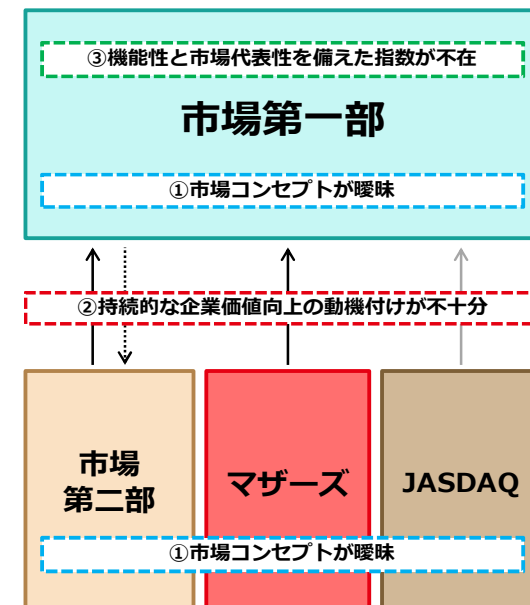 ③機能性と市場代表性を備えた指数が不在
市場第一部
①市場コンセプトが曖昧
②持続的な企業価値向上の動機付けが不十分
市場
第二部
マザーズ
JASDAQ
①市場コンセプトが曖昧